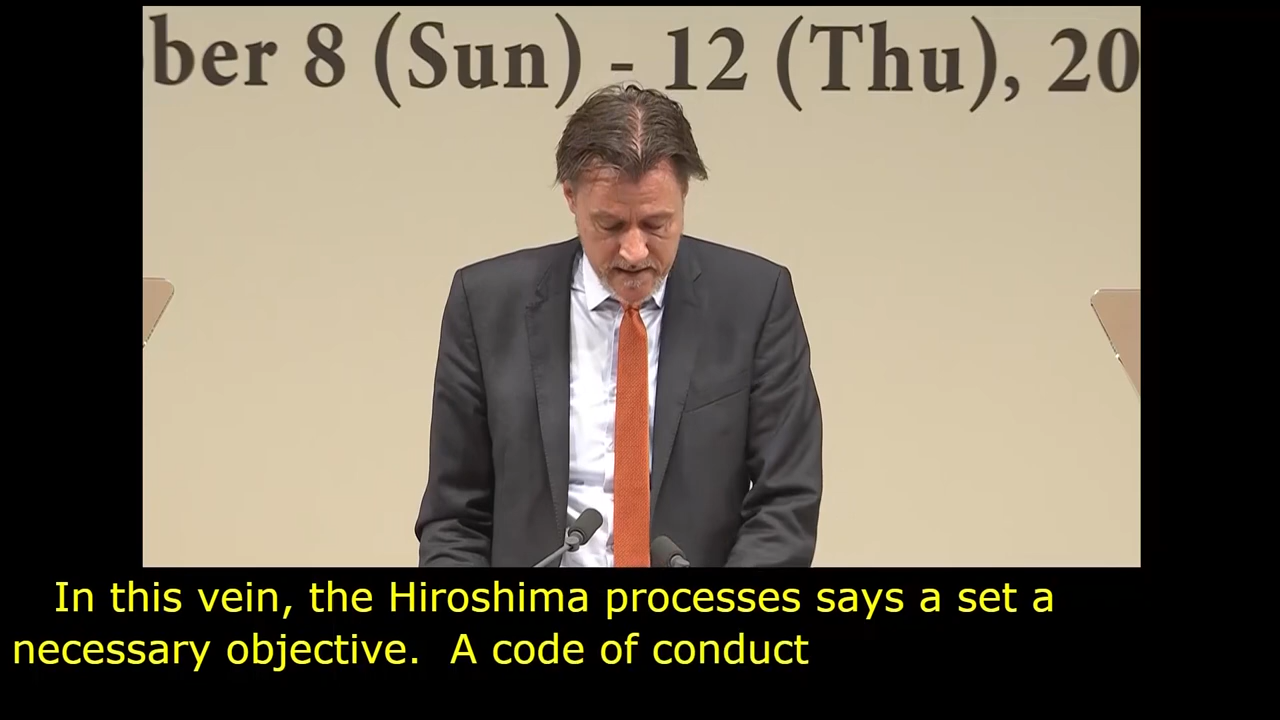 ber 8 (Sun) - 12 (Thu), 20
In this vein, the Hiroshima processes says a set a
necessary objective.  A code of conduct